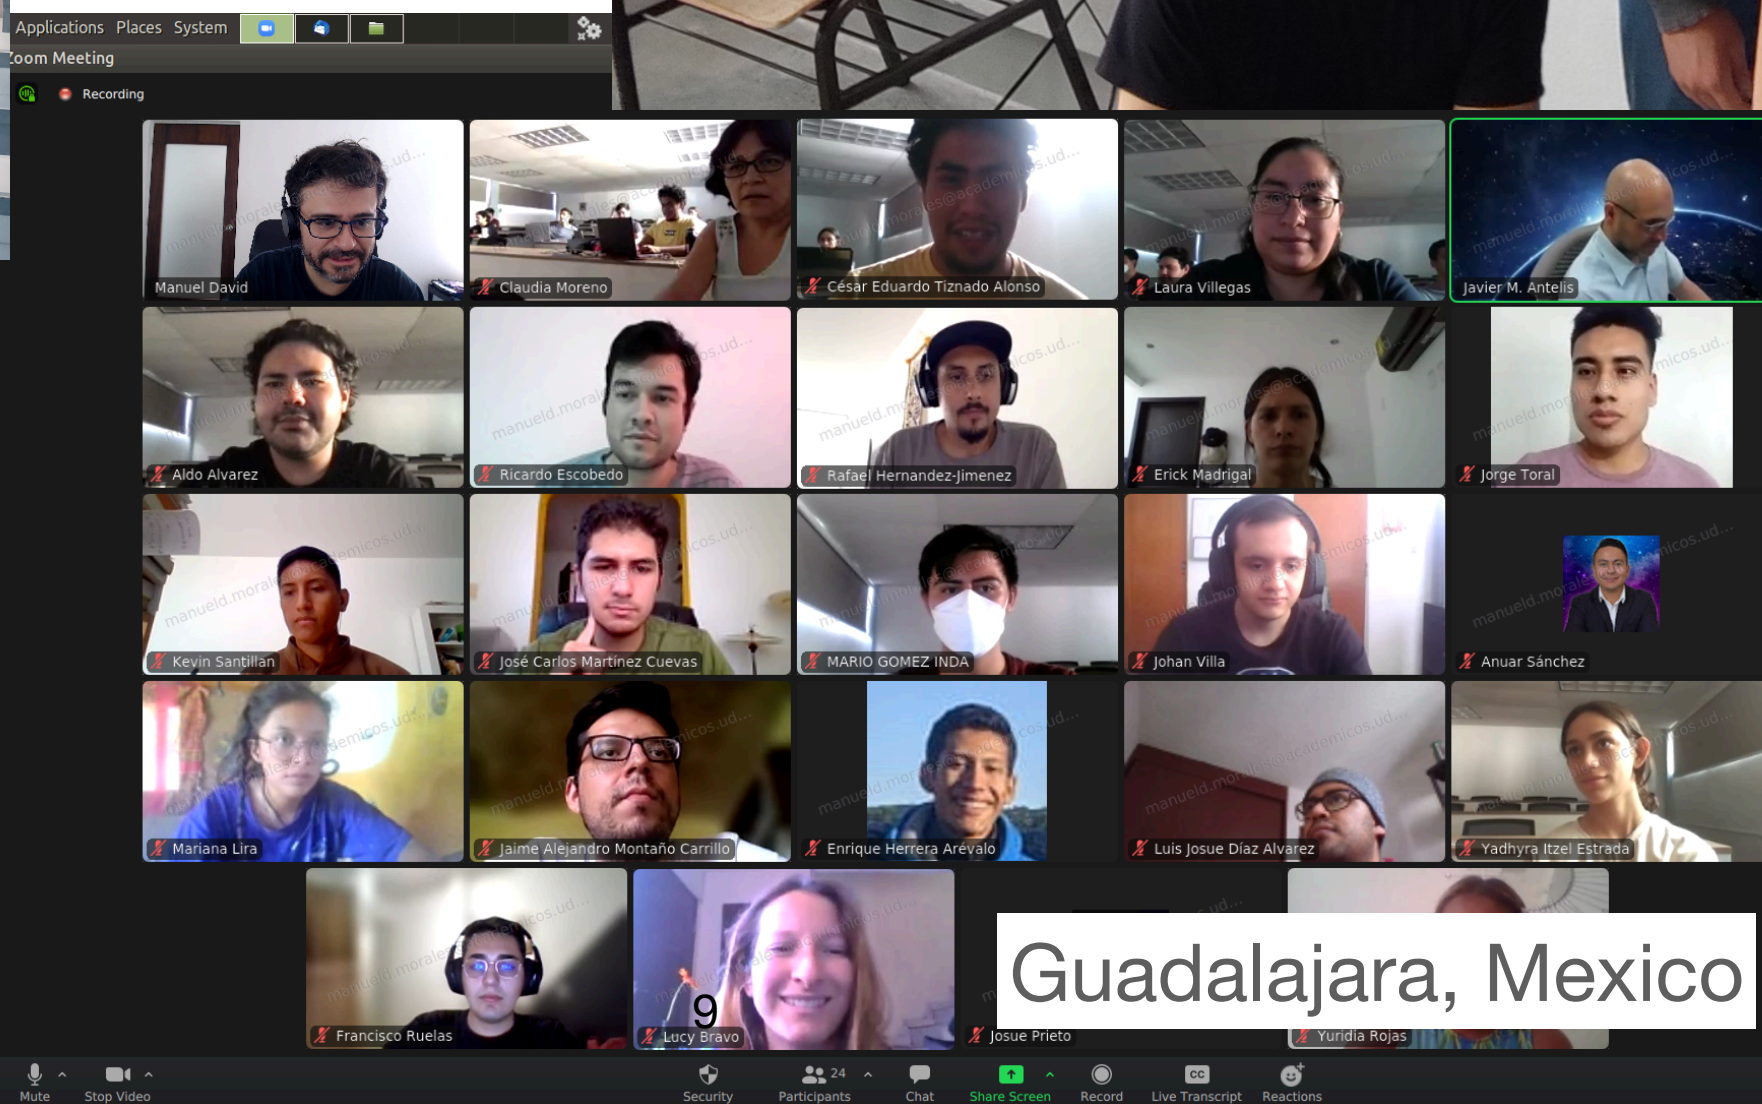 Applications Places System
Zoom Meeting
Recording
Manuel David
Claudia Moreno
César Eduardo Tiznado Alonso
Laura Villegas
Javier M. Antelis
Aldo Alvarez
Ricardo Escobedo
Rafael Hernandez-Jimenez
Erick Madrigal
Jorge Toral
Kevin Santillan
José Carlos Martínez Cuevas
MARIO GOMEZ INDA
Johan Villa
Anuar Sánchez
Mariana Lira
Jaime Alejandro Montaño Carrillo
Enrique Herrera Arévalo
Luis Josue Díaz Alvarez
Yadhyra Itzel Estrada
Guadalajara, Mexico
9
Francisco Ruelas
Lucy Bravo
Josue Prieto
Yuridia Rojas
24
CC
Mute Stop Video Security Participants Chat Share Screen Record Live Transcript Reactions